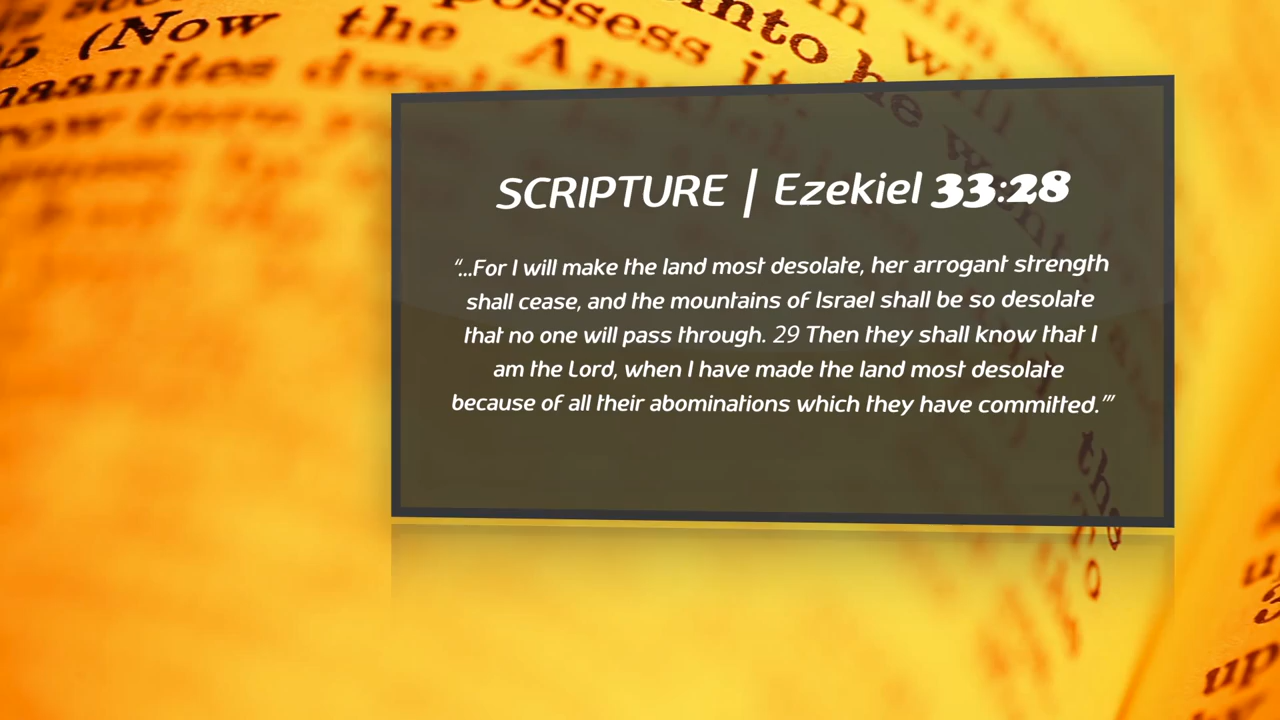 5 (Now the possess it. into be
SCRIPTURE | Ezekiel 33:28
“...For I will make the land most desolate, her arrogant strength
shall cease, and the mountains of Israel shall be so desolate
that no one will pass through. 29 Then they shall know that I
am the Lord, when I have made the land most desolate
because of all their abominations which they have committed.”’
the